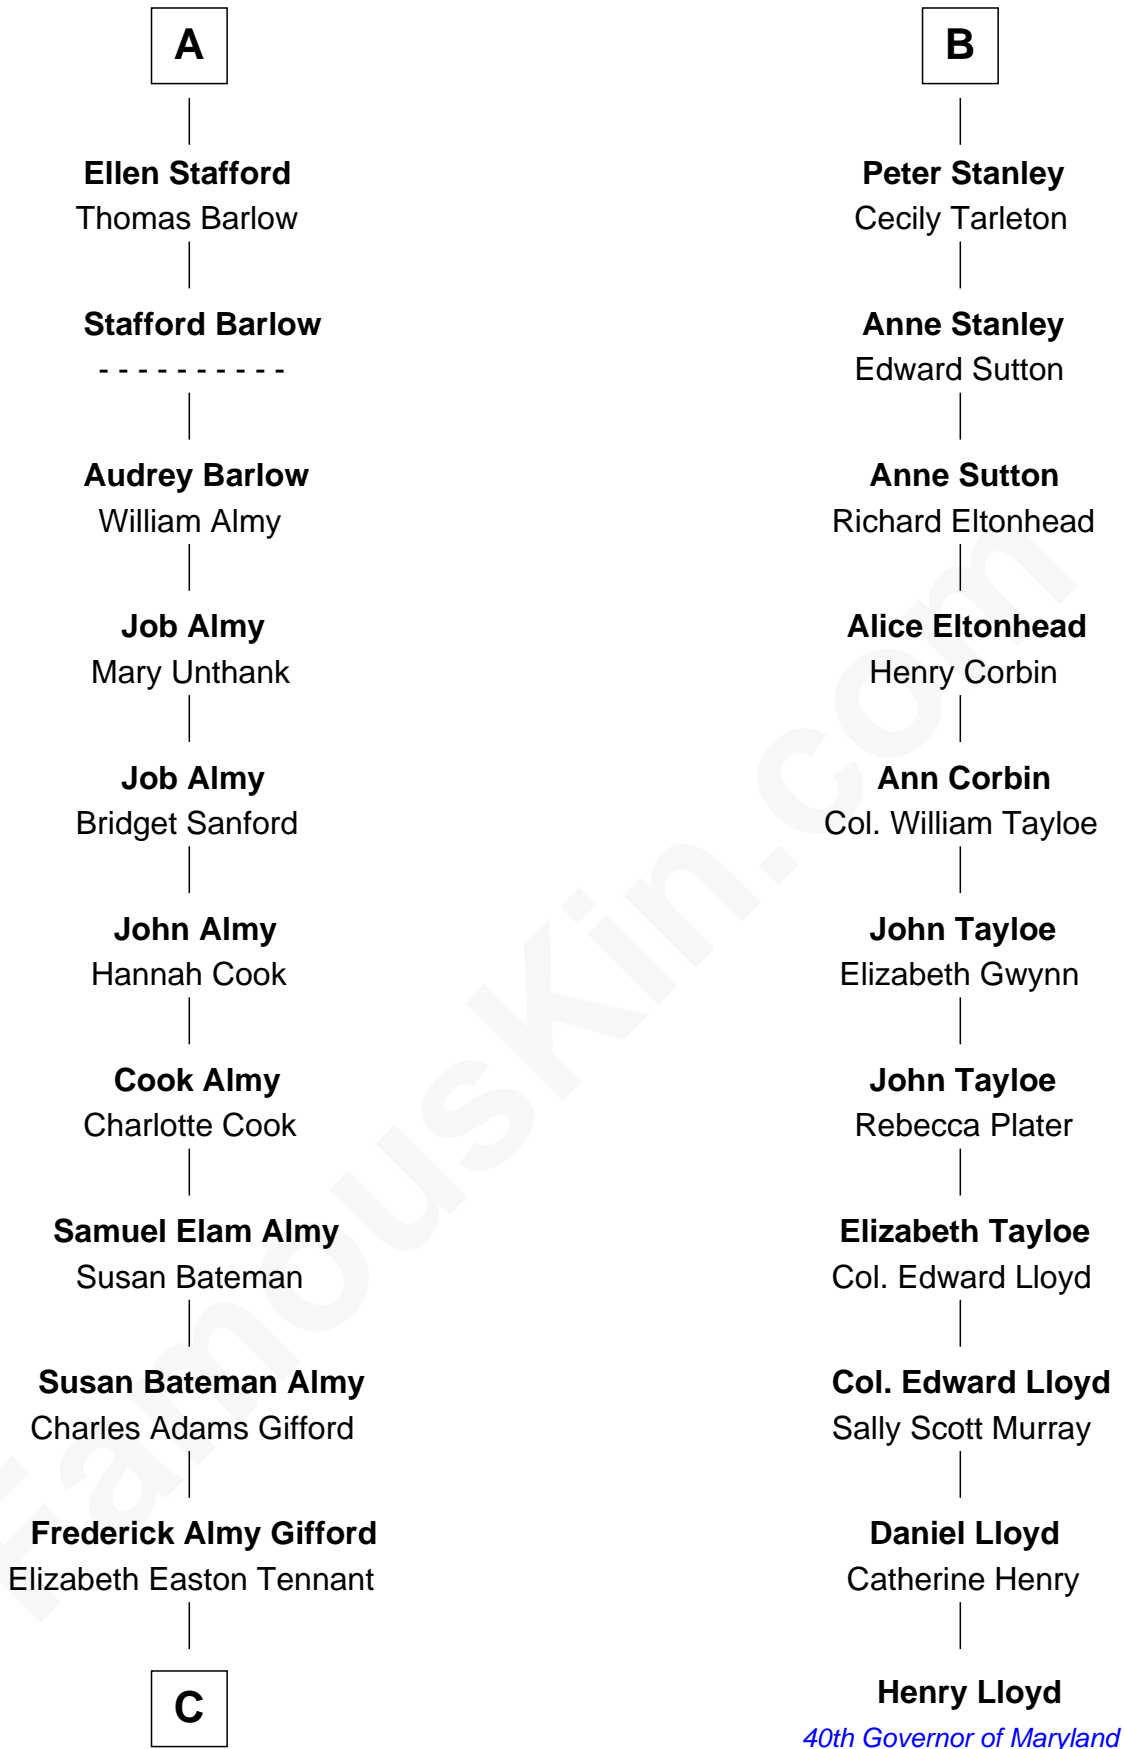 A
Ellen Stafford
Thomas Barlow
Stafford Barlow
- - - - - - - - - -
Audrey Barlow
William Almy
Job Almy
Mary Unthank
Job Almy
Bridget Sanford
John Almy
Hannah Cook
Cook Almy
Charlotte Cook
Samuel Elam Almy
Susan Bateman
Susan Bateman Almy
Charles Adams Gifford
Frederick Almy Gifford
Elizabeth Easton Tennant
C
B
Peter Stanley
Cecily Tarleton
Anne Stanley
Edward Sutton
Anne Sutton
Richard Eltonhead
Alice Eltonhead
Henry Corbin
Ann Corbin
Col. William Tayloe
John Tayloe
Elizabeth Gwynn
John Tayloe
Rebecca Plater
Elizabeth Tayloe
Col. Edward Lloyd
Col. Edward Lloyd
Sally Scott Murray
Daniel Lloyd
Catherine Henry
Henry Lloyd
40th Governor of Maryland
FamousKin.com